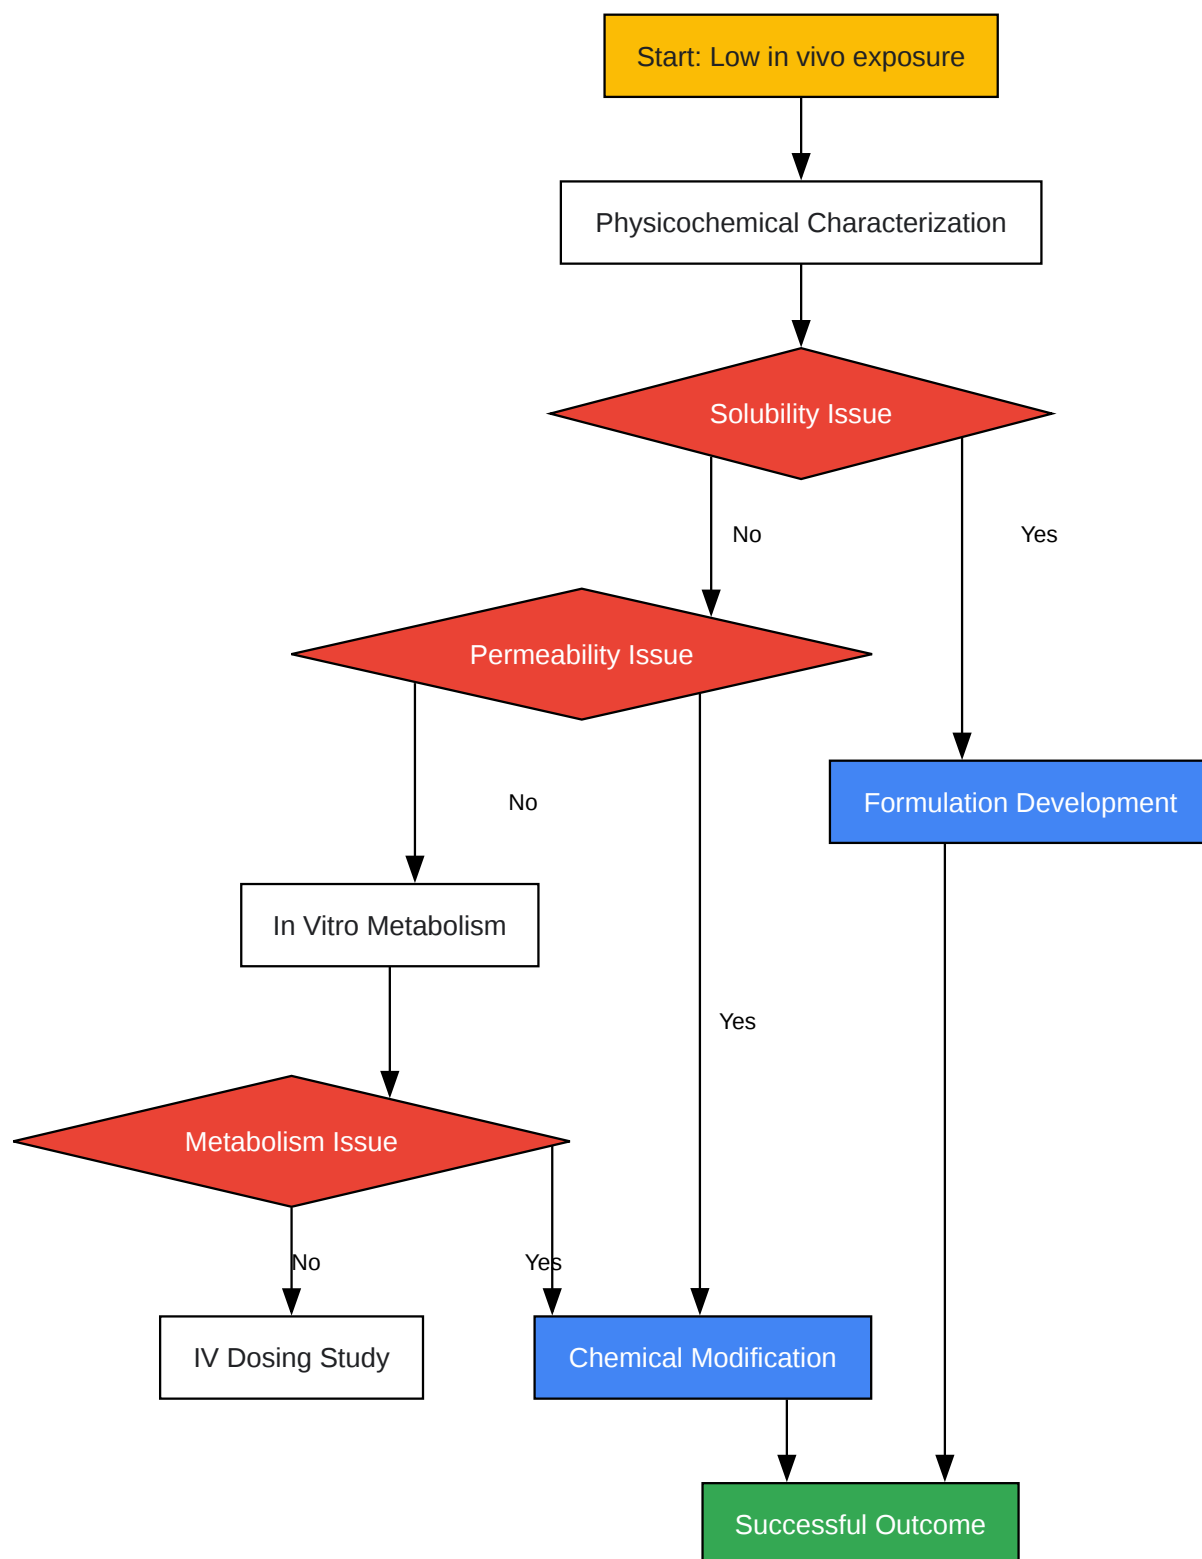 Start: Low in vivo exposure
Physicochemical Characterization
Solubility Issue
No
Yes
Permeability Issue
No
Formulation Development
In Vitro Metabolism
Yes
Metabolism Issue
No
Yes
IV Dosing Study
Chemical Modification
Successful Outcome